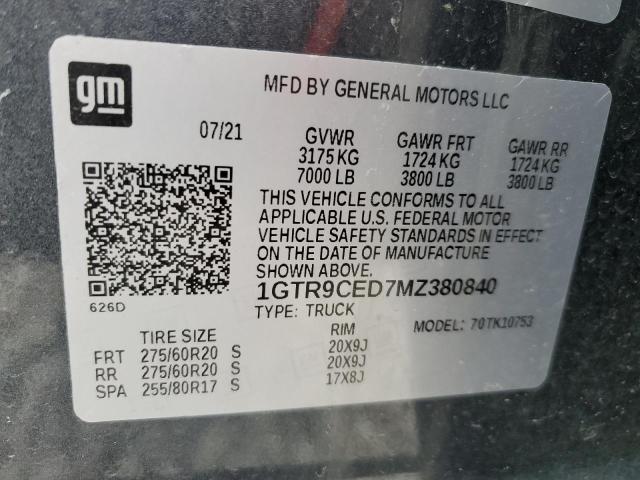 gm
MFD BY GENERAL MOTORS LLC
07/21 GVWR GAWR FRT GAWR RR
3175 KG 1724 KG 1724 KG
7000 LB 3800 LB 3800 LB
THIS VEHICLE CONFORMS TO ALL
APPLICABLE U.S. FEDERAL MOTOR
VEHICLE SAFETY STANDARDS IN EFFECT
ON THE DATE OF MANUFACTURE
SHOWN ABOVE.
626D
1GTR9CED7MZ380840
TYPE: TRUCK MODEL: 70TK10753
TIRE SIZE RIM
FRT 275/60R20 S 20X9J
RR 275/60R20 S 20X9J
SPA 255/80R17 S 17X8J